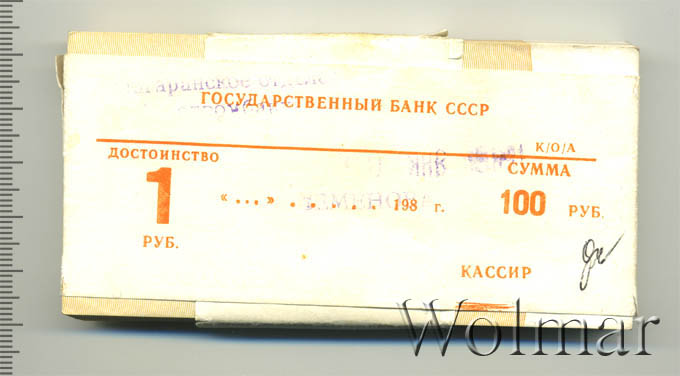 ГОСУДАРСТВЕННЫЙ БАНК СССР
К/О/А
ДОСТОИНСТВО
СУММА
1
« ... » . . . . . . 198 г.
100 РУБ.
РУБ.
КАССИР
Wolmar